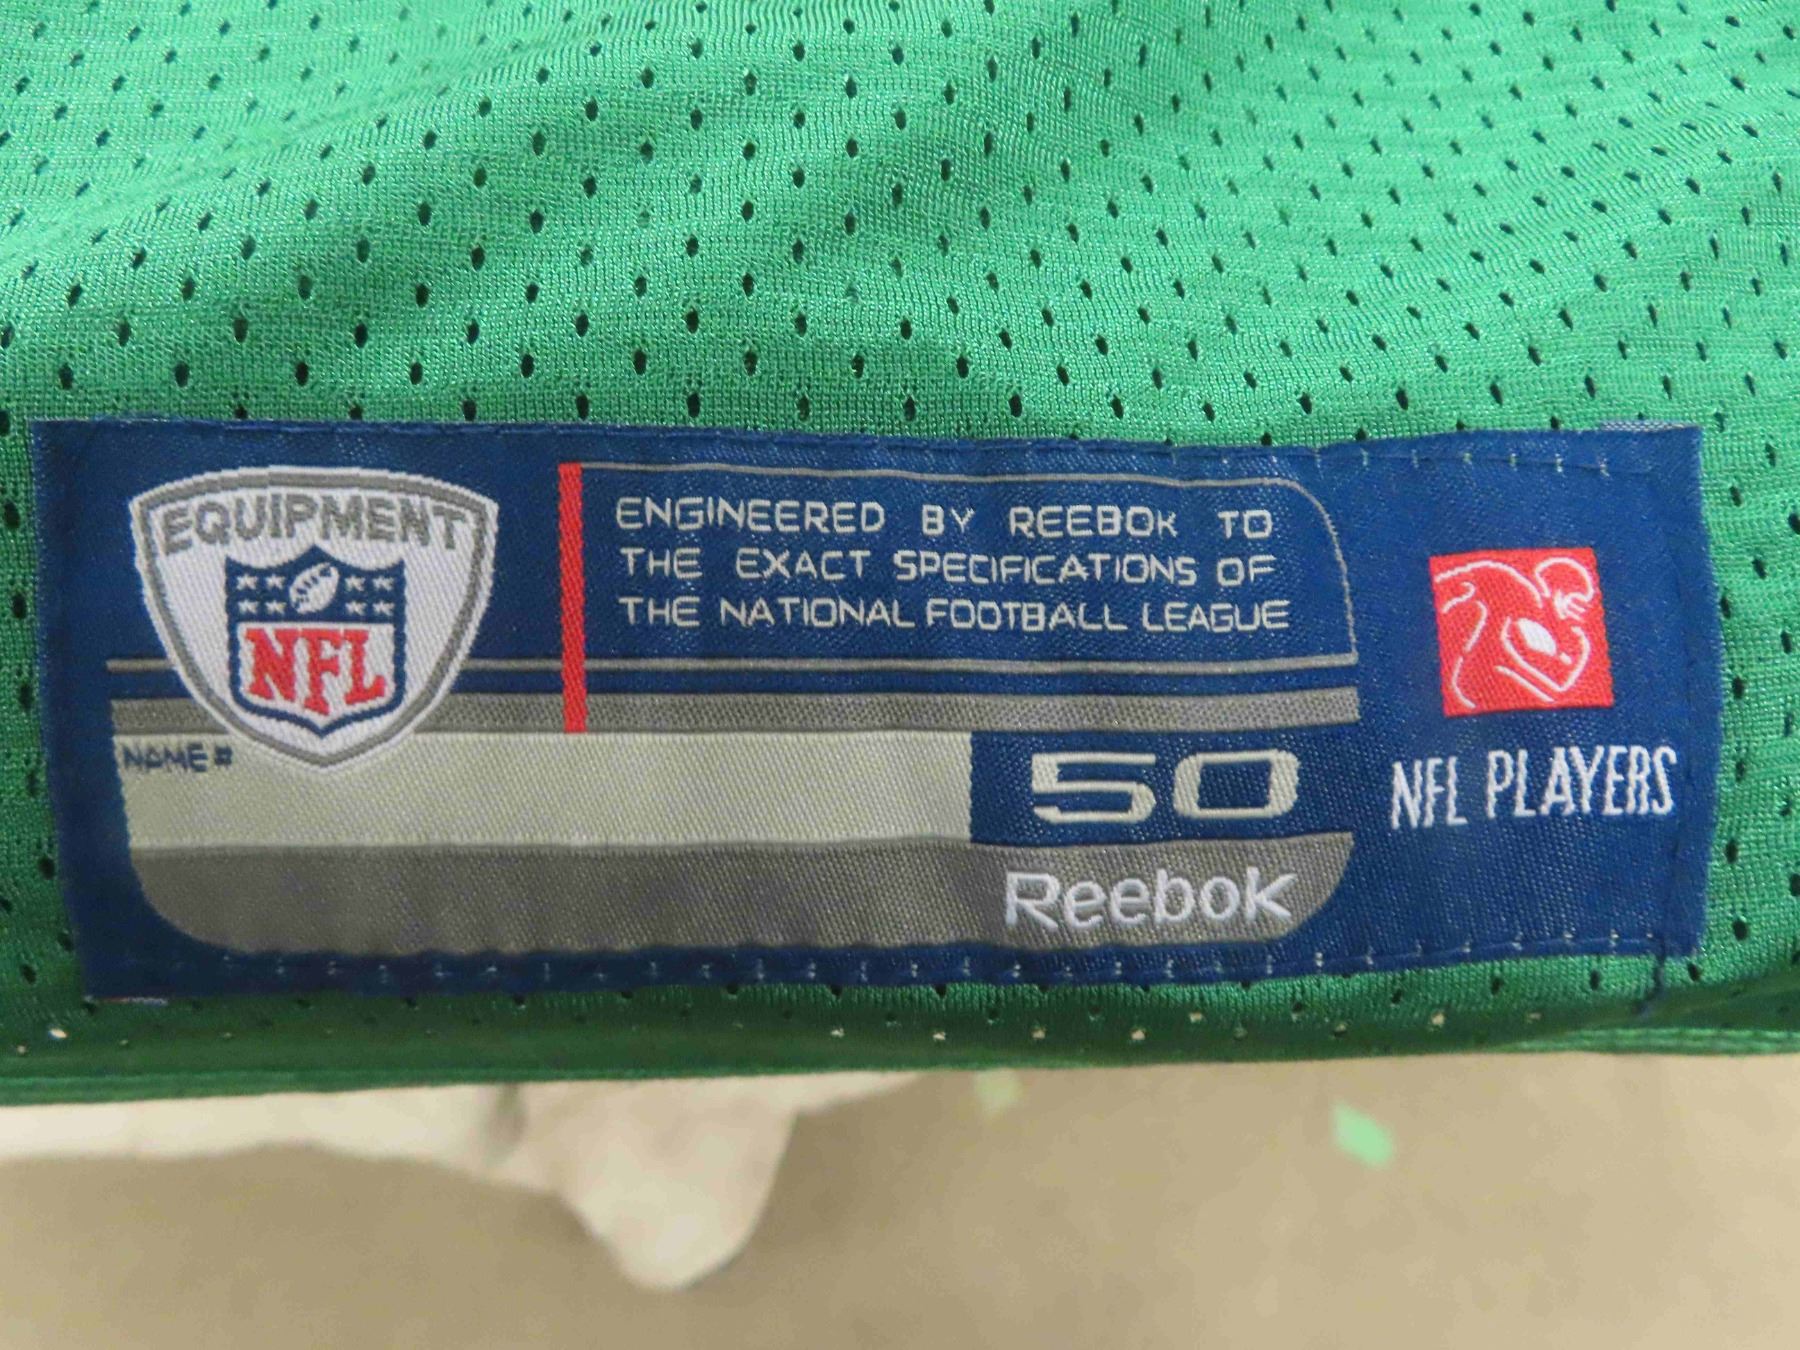 EQUIPMENT
NFL
ENGINEERED BY REEBOK TO
THE EXACT SPECIFICATIONS OF
THE NATIONAL FOOTBALL LEAGUE
NAME #
50
Reebok
NFL PLAYERS